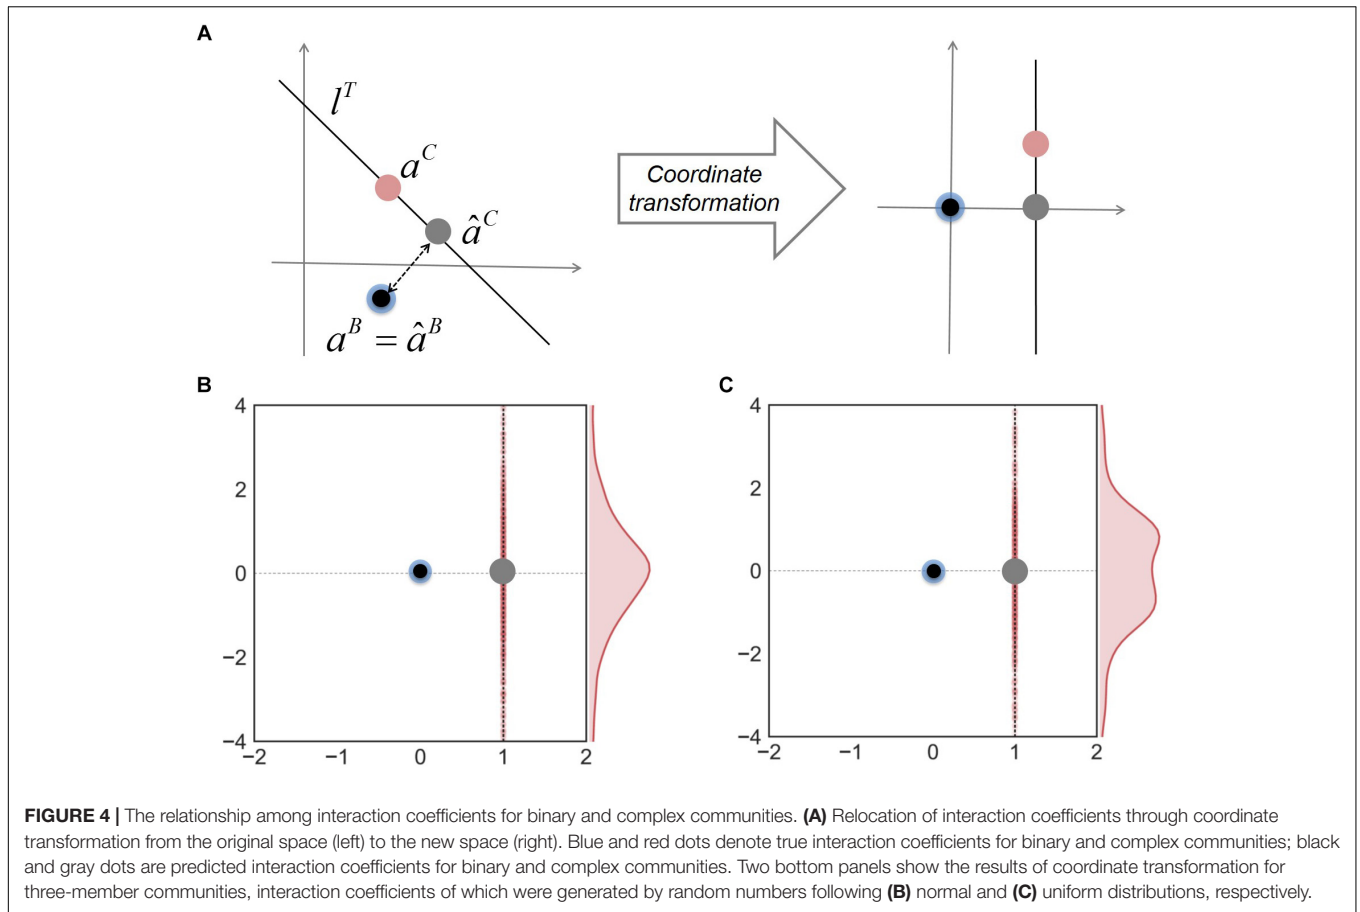 A
l^T
a^C
â^C
a^B = â^B
Coordinate
transformation
B
4
2
0
−2
−4
−2 −1 0 1 2
C
4
2
0
−2
−4
−2 −1 0 1 2
FIGURE 4 | The relationship among interaction coefficients for binary and complex communities. (A) Relocation of interaction coefficients through coordinate
transformation from the original space (left) to the new space (right). Blue and red dots denote true interaction coefficients for binary and complex communities; black
and gray dots are predicted interaction coefficients for binary and complex communities. Two bottom panels show the results of coordinate transformation for
three-member communities, interaction coefficients of which were generated by random numbers following (B) normal and (C) uniform distributions, respectively.